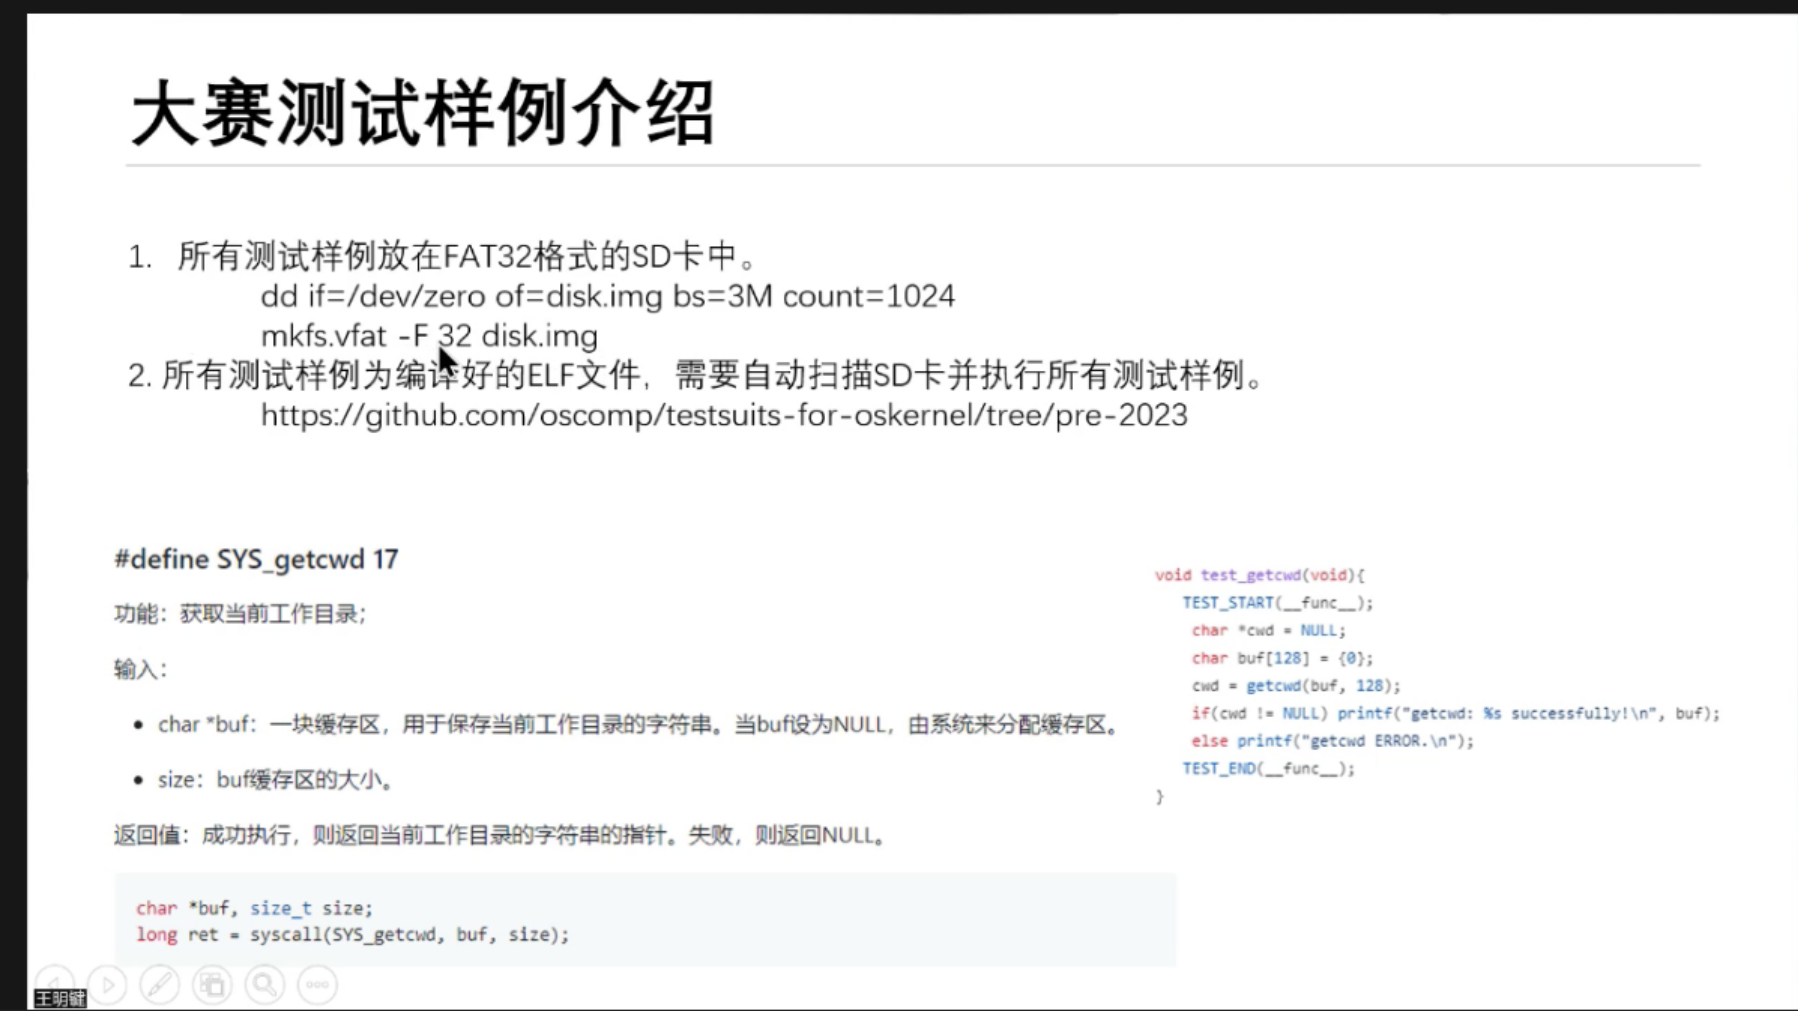 大赛测试样例介绍
1. 所有测试样例放在FAT32格式的SD卡中。
dd if=/dev/zero of=disk.img bs=3M count=1024
mkfs.vfat -F 32 disk.img
2. 所有测试样例为编译好的ELF文件，需要自动扫描SD卡并执行所有测试样例。
https://github.com/oscomp/testsuits-for-oskernel/tree/pre-2023
#define SYS_getcwd 17
功能：获取当前工作目录；
输入：
• char *buf：一块缓存区，用于保存当前工作目录的字符串。当buf设为NULL，由系统来分配缓存区。
• size：buf缓存区的大小。
返回值：成功执行，则返回当前工作目录的字符串的指针。失败，则返回NULL。
char *buf, size_t size;
long ret = syscall(SYS_getcwd, buf, size);
void test_getcwd(void){
TEST_START(__func__);
char *cwd = NULL;
char buf[128] = {0};
cwd = getcwd(buf, 128);
if(cwd != NULL) printf("getcwd: %s successfully!\n", buf);
else printf("getcwd ERROR.\n");
TEST_END(__func__);
}
王明键